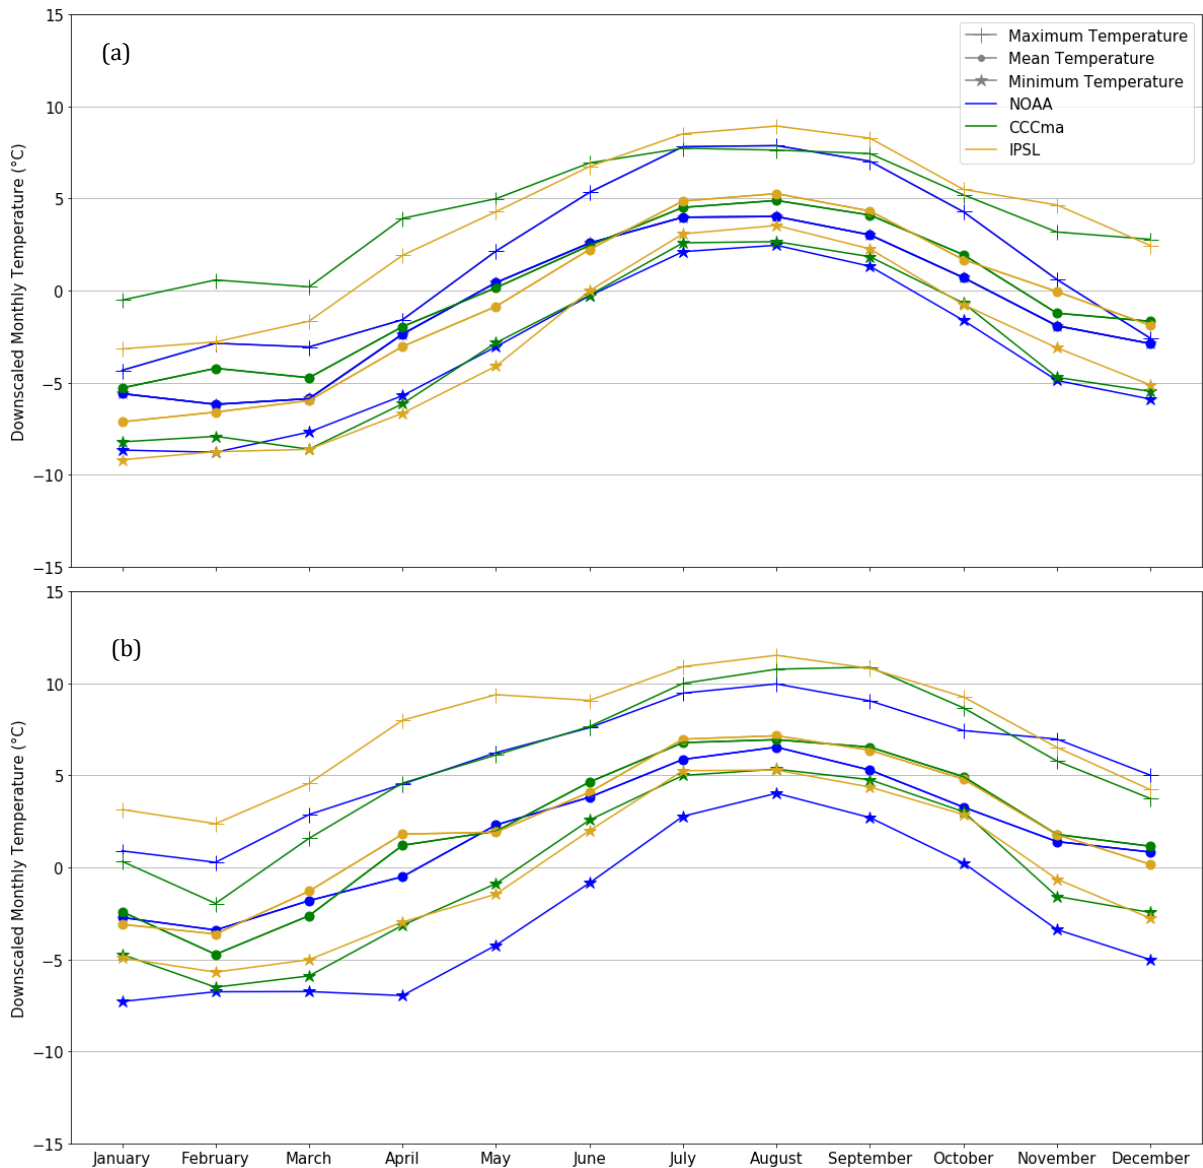 15
10
5
0
−5
−10
−15
Downscaled Monthly Temperature (°C)
(a)
Maximum Temperature
Mean Temperature
Minimum Temperature
NOAA
CCCma
IPSL
15
10
5
0
−5
−10
−15
Downscaled Monthly Temperature (°C)
(b)
January February March April May June July August September October November December